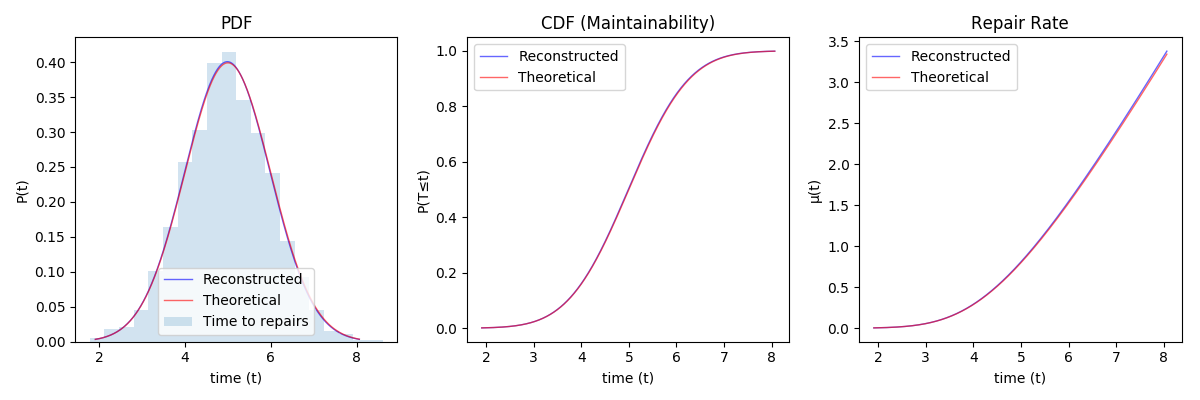 PDF
P(t)
0.40
0.35
0.30
0.25
0.20
0.15
0.10
0.05
0.00
Reconstructed
Theoretical
Time to repairs
2 4 6 8
time (t)
CDF (Maintainability)
P(T≤t)
1.0
0.8
0.6
0.4
0.2
0.0
Reconstructed
Theoretical
2 3 4 5 6 7 8
time (t)
Repair Rate
μ(t)
3.5
3.0
2.5
2.0
1.5
1.0
0.5
0.0
Reconstructed
Theoretical
2 3 4 5 6 7 8
time (t)